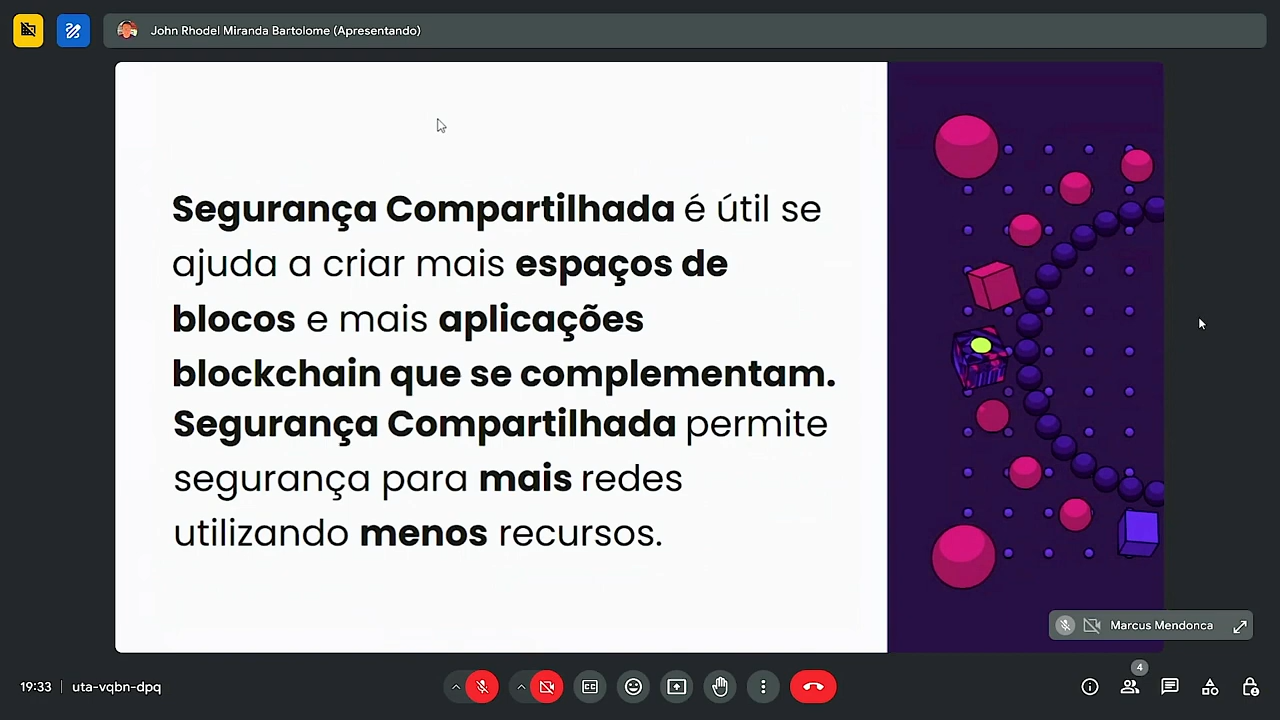 John Rhodel Miranda Bartolome (Apresentando)
Segurança Compartilhada é útil se
ajuda a criar mais espaços de
blocos e mais aplicações
blockchain que se complementam.
Segurança Compartilhada permite
segurança para mais redes
utilizando menos recursos.
Marcus Mendonca
4
19:33 | uta-vqbn-dpq